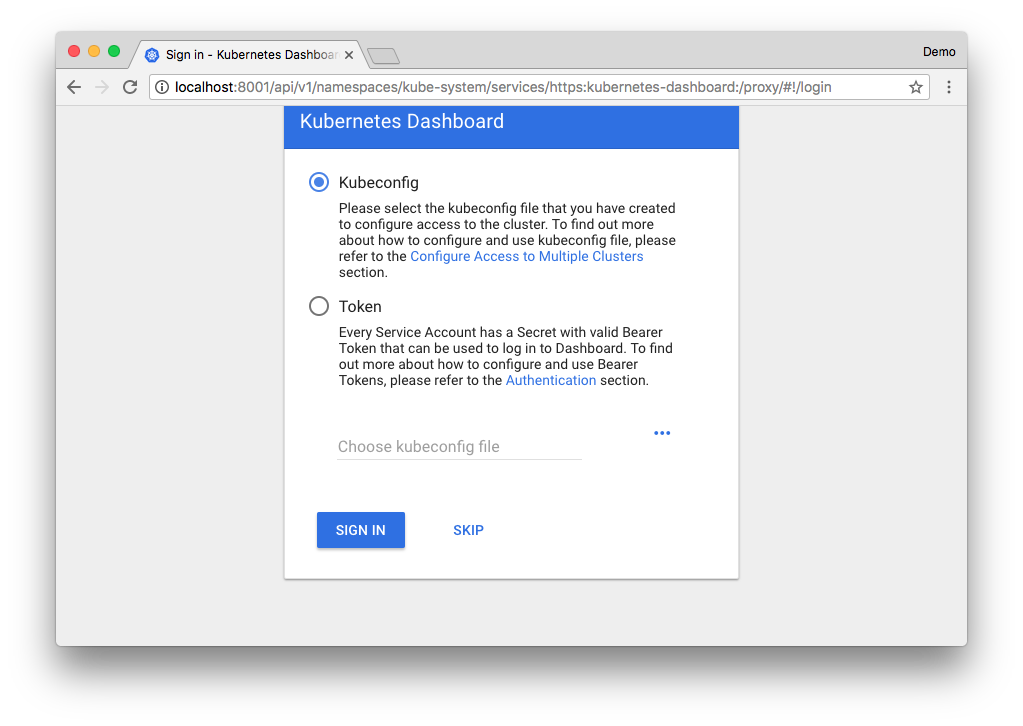 Sign in - Kubernetes Dashboar
Demo
localhost:8001/api/v1/namespaces/kube-system/services/https:kubernetes-dashboard:/proxy/#!/login
Kubernetes Dashboard
Kubeconfig
Please select the kubeconfig file that you have created
to configure access to the cluster. To find out more
about how to configure and use kubeconfig file, please
refer to the Configure Access to Multiple Clusters
section.
Token
Every Service Account has a Secret with valid Bearer
Token that can be used to log in to Dashboard. To find
out more about how to configure and use Bearer
Tokens, please refer to the Authentication section.
Choose kubeconfig file
SIGN IN
SKIP